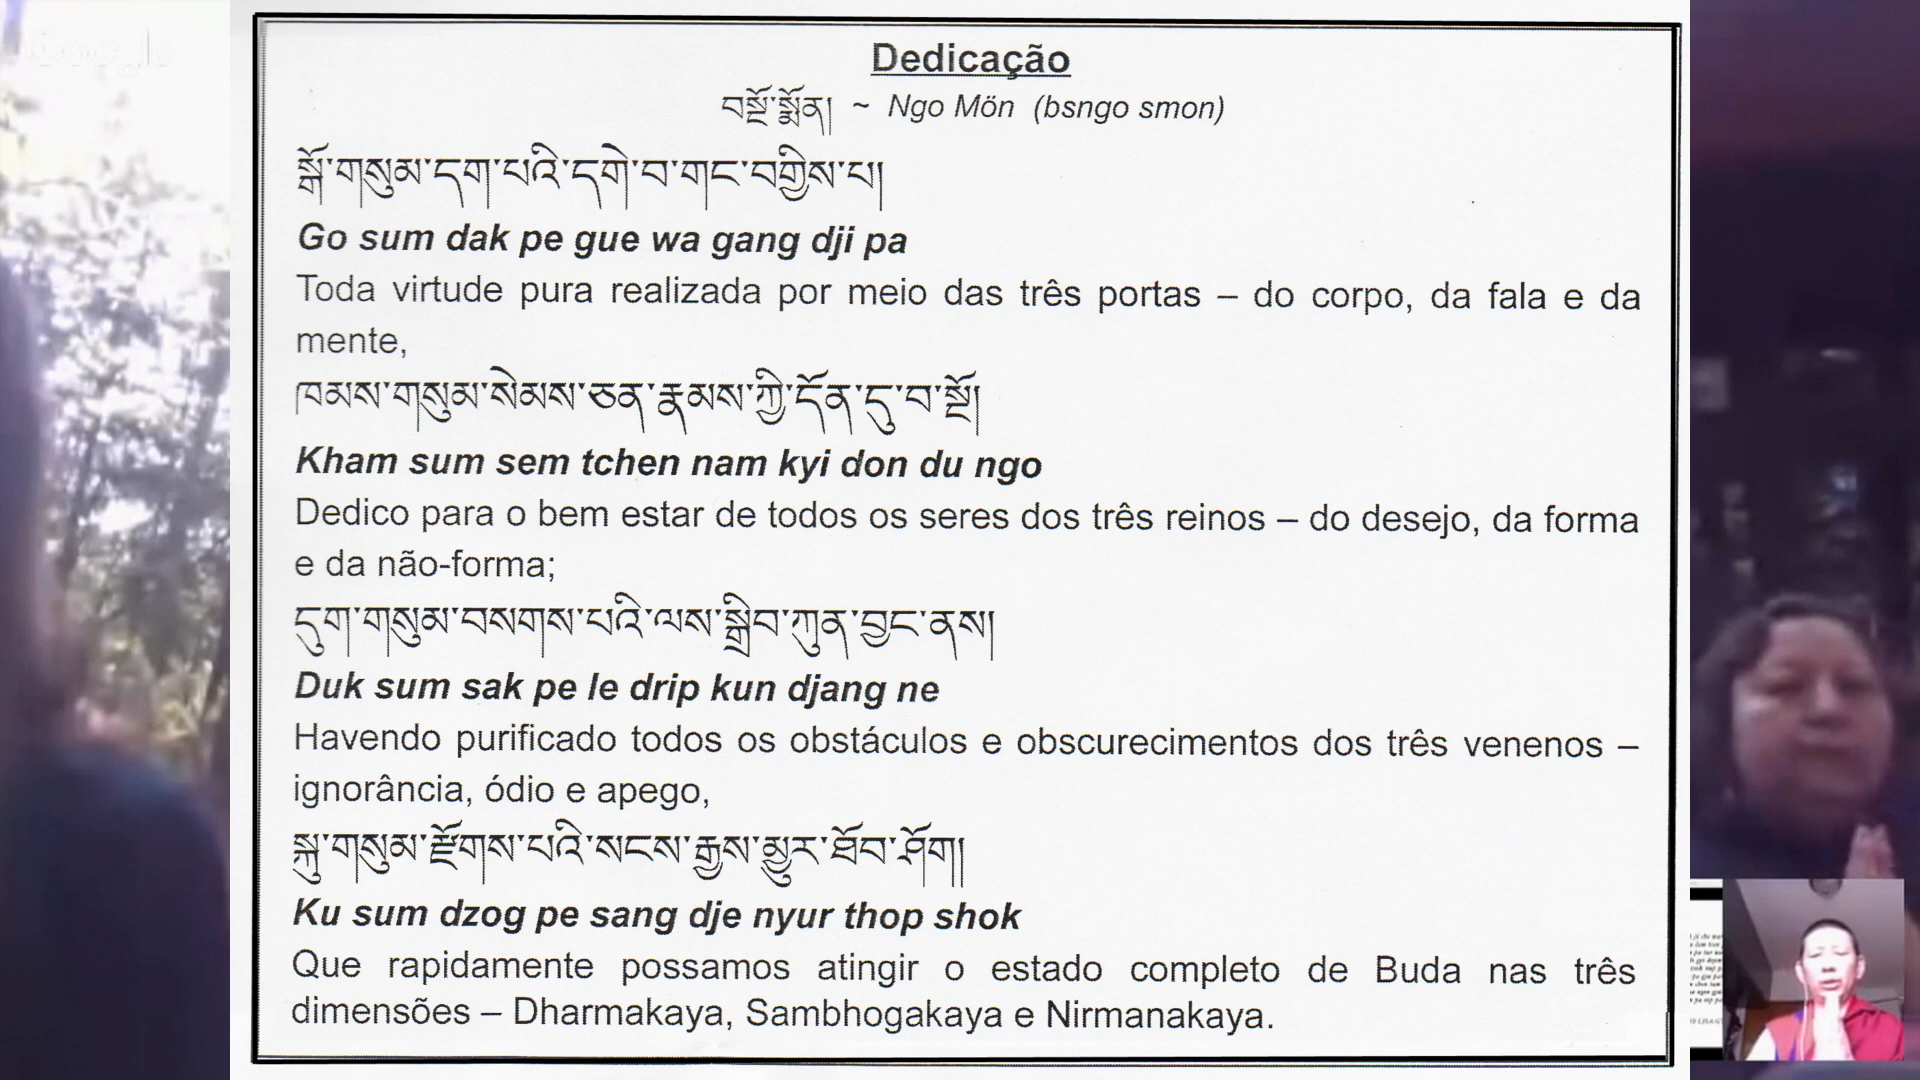 Dedicação
བསྔོ་སྨོན། ~ Ngo Mön (bsngo smon)
སྒོ་གསུམ་དག་པའི་དགེ་བ་གང་བགྱིས་པ།
Go sum dak pe gue wa gang dji pa
Toda virtude pura realizada por meio das três portas – do corpo, da fala e da
mente,
ཁམས་གསུམ་སེམས་ཅན་རྣམས་ཀྱི་དོན་དུ་བ་སྔོ།
Kham sum sem tchen nam kyi don du ngo
Dedico para o bem estar de todos os seres dos três reinos – do desejo, da forma
e da não-forma;
དུག་གསུམ་བསགས་པའི་ལས་སྒྲིབ་ཀུན་བྱང་ནས།
Duk sum sak pe le drip kun djang ne
Havendo purificado todos os obstáculos e obscurecimentos dos três venenos –
ignorância, ódio e apego,
སྐུ་གསུམ་རྫོགས་པའི་སངས་རྒྱས་མྱུར་ཐོབ་ཤོག།
Ku sum dzog pe sang dje nyur thop shok
Que rapidamente possamos atingir o estado completo de Buda nas três
dimensões – Dharmakaya, Sambhogakaya e Nirmanakaya.
Google